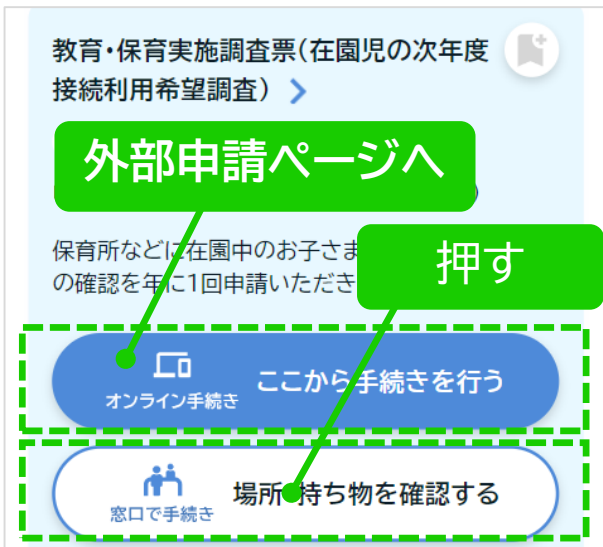 教育・保育実施調査票(在園児の次年度
接続利用希望調査)
外部申請ページへ
保育所などに在園中のお子さま
押す
の確認を年に1回申請いただき
ここから手続きを行う
オンライン手続き
場所 持ち物を確認する
窓口で手続き